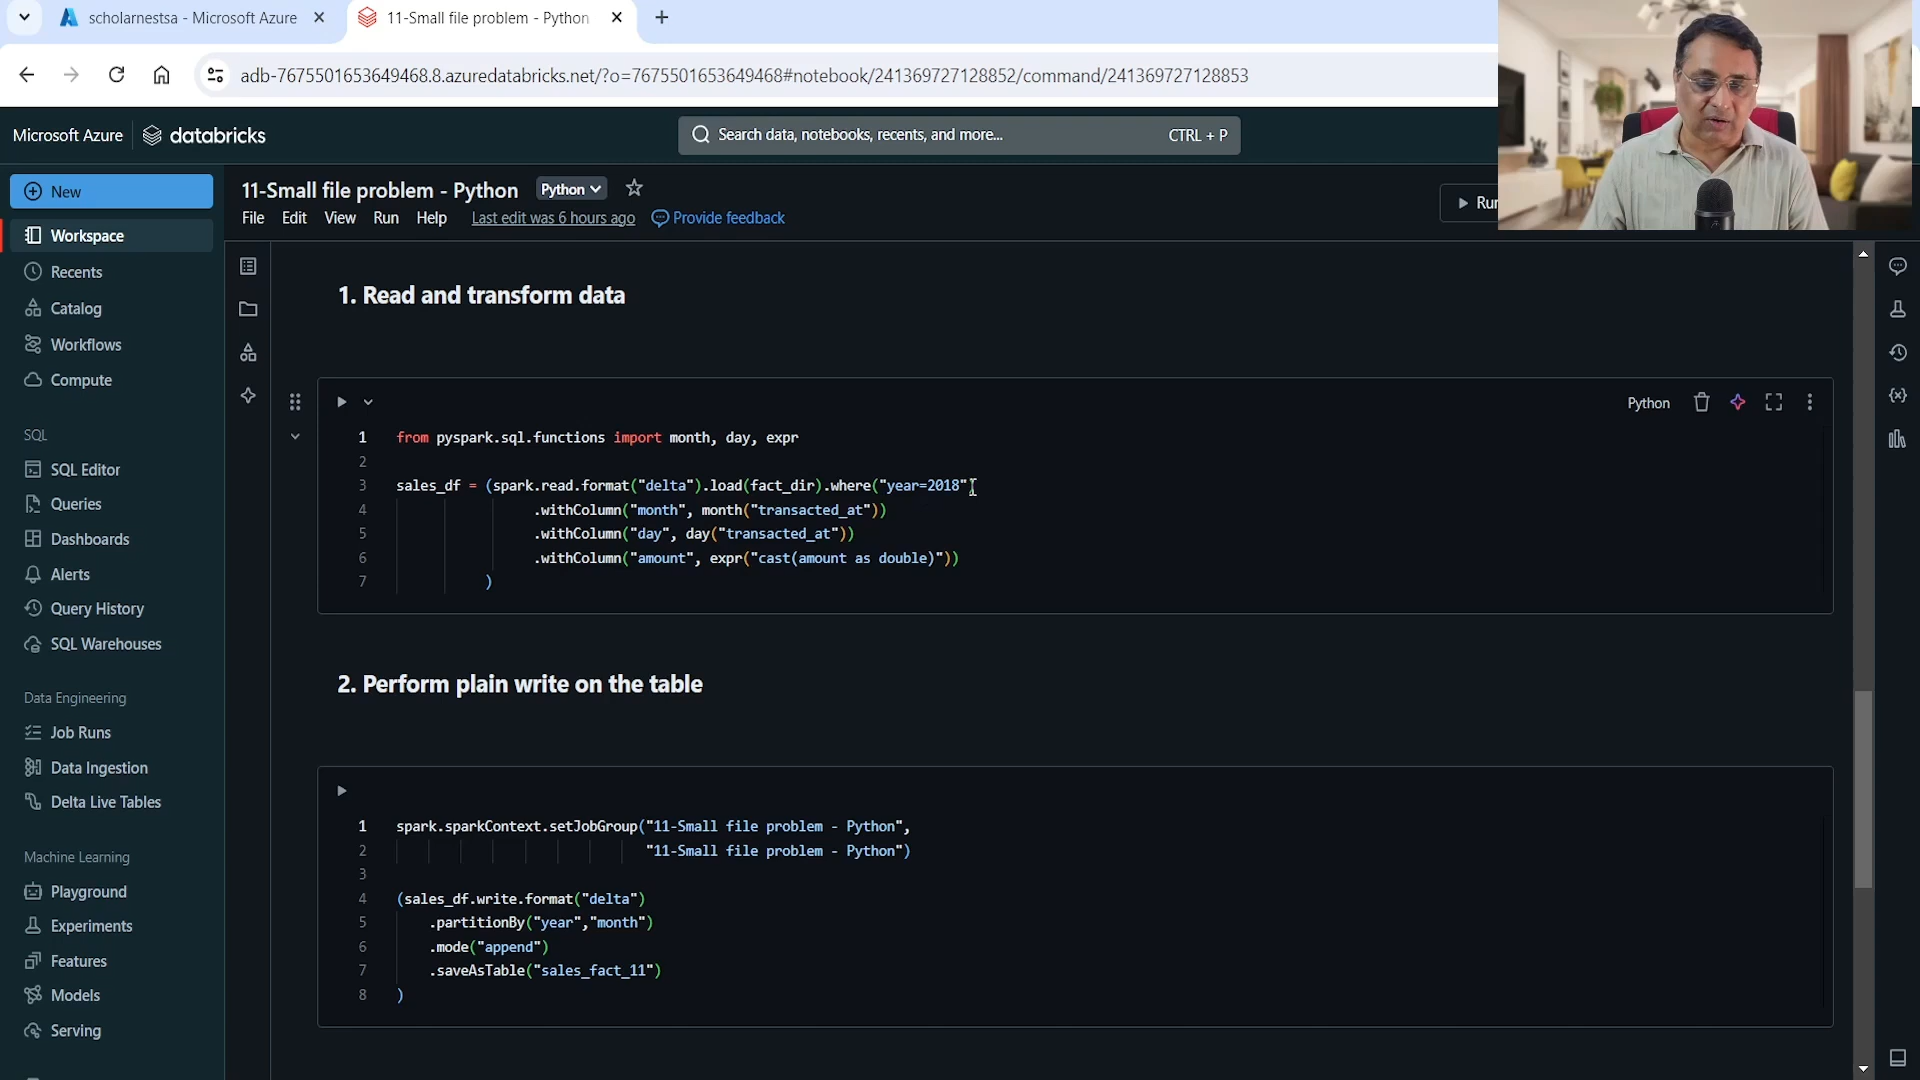 scholarnestsa - Microsoft Azure
11-Small file problem - Python
adb-7675501653649468.8.azuredatabricks.net/?o=7675501653649468#notebook/241369727128852/command/241369727128853
Microsoft Azure
databricks
Search data, notebooks, recents, and more...
CTRL + P
New
Workspace
Recents
Catalog
Workflows
Compute
SQL
SQL Editor
Queries
Dashboards
Alerts
Query History
SQL Warehouses
Data Engineering
Job Runs
Data Ingestion
Delta Live Tables
Machine Learning
Playground
Experiments
Features
Models
Serving
11-Small file problem - Python
Python
File Edit View Run Help Last edit was 6 hours ago Provide feedback
1. Read and transform data
Python
1 from pyspark.sql.functions import month, day, expr
2
3 sales_df = (spark.read.format("delta").load(fact_dir).where("year=2018"
4 .withColumn("month", month("transacted_at"))
5 .withColumn("day", day("transacted_at"))
6 .withColumn("amount", expr("cast(amount as double)"))
7 )
2. Perform plain write on the table
1 spark.sparkContext.setJobGroup("11-Small file problem - Python",
2 "11-Small file problem - Python")
3
4 (sales_df.write.format("delta")
5 .partitionBy("year","month")
6 .mode("append")
7 .saveAsTable("sales_fact_11")
8 )